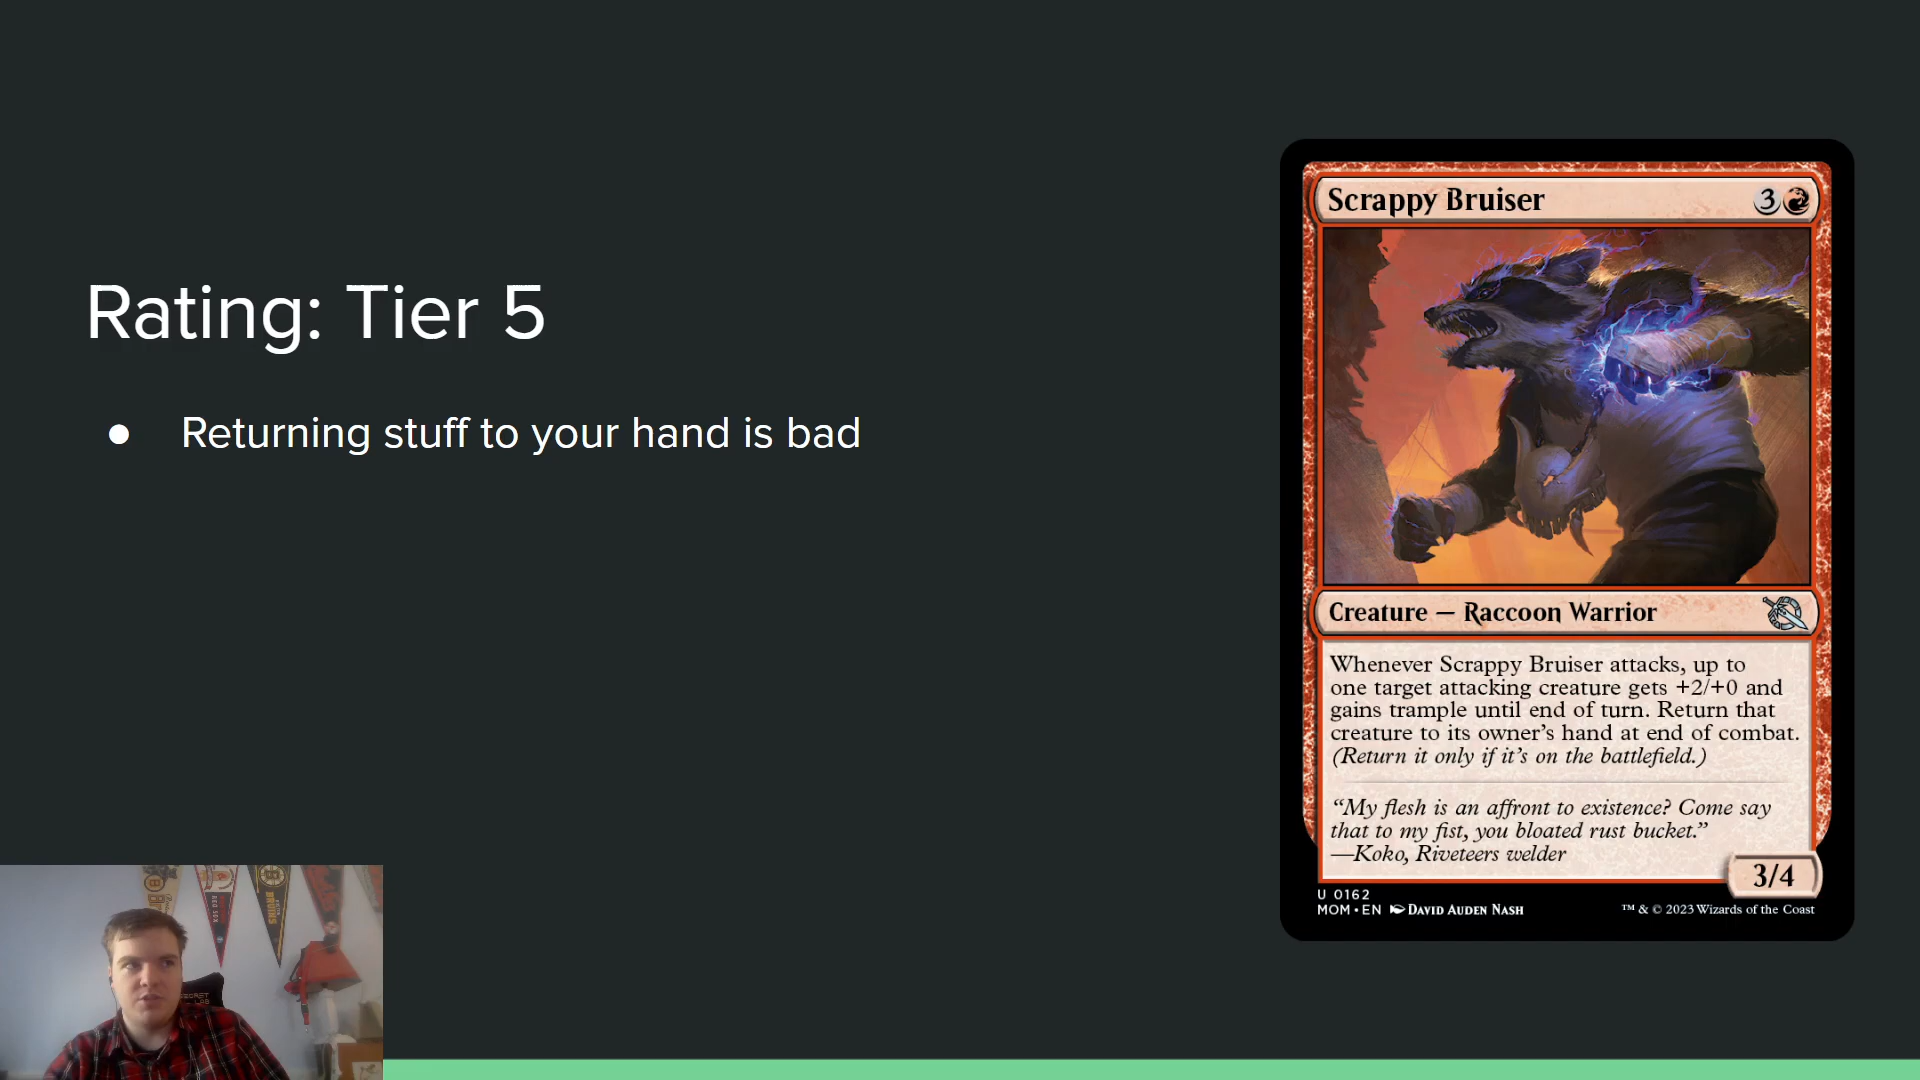 Rating: Tier 5
● Returning stuff to your hand is bad
Scrappy Bruiser 3
Creature — Raccoon Warrior
Whenever Scrappy Bruiser attacks, up to
one target attacking creature gets +2/+0 and
gains trample until end of turn. Return that
creature to its owner's hand at end of combat.
(Return it only if it's on the battlefield.)
“My flesh is an affront to existence? Come say
that to my fist, you bloated rust bucket.”
—Koko, Riveteers welder
3/4
U 0162
MOM • EN DAVID AUDEN NASH
™ & © 2023 Wizards of the Coast
BRUINS
RED SOX